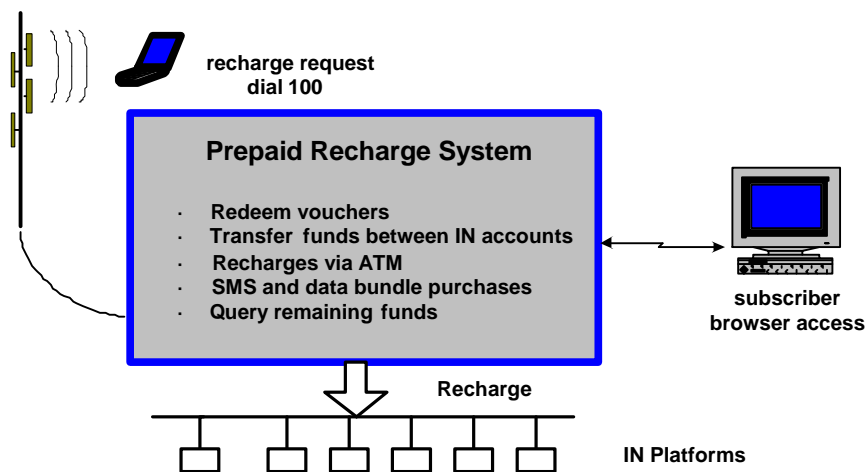 recharge request
dial 100
Prepaid Recharge System
· Redeem vouchers
· Transfer funds between IN accounts
· Recharges via ATM
· SMS and data bundle purchases
· Query remaining funds
subscriber
browser access
Recharge
IN Platforms